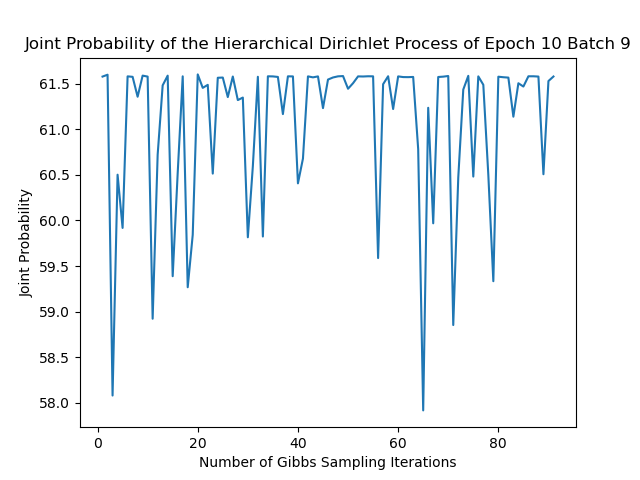 Joint Probability of the Hierarchical Dirichlet Process of Epoch 10 Batch 9
Joint Probability
61.5
61.0
60.5
60.0
59.5
59.0
58.5
58.0
0 20 40 60 80
Number of Gibbs Sampling Iterations